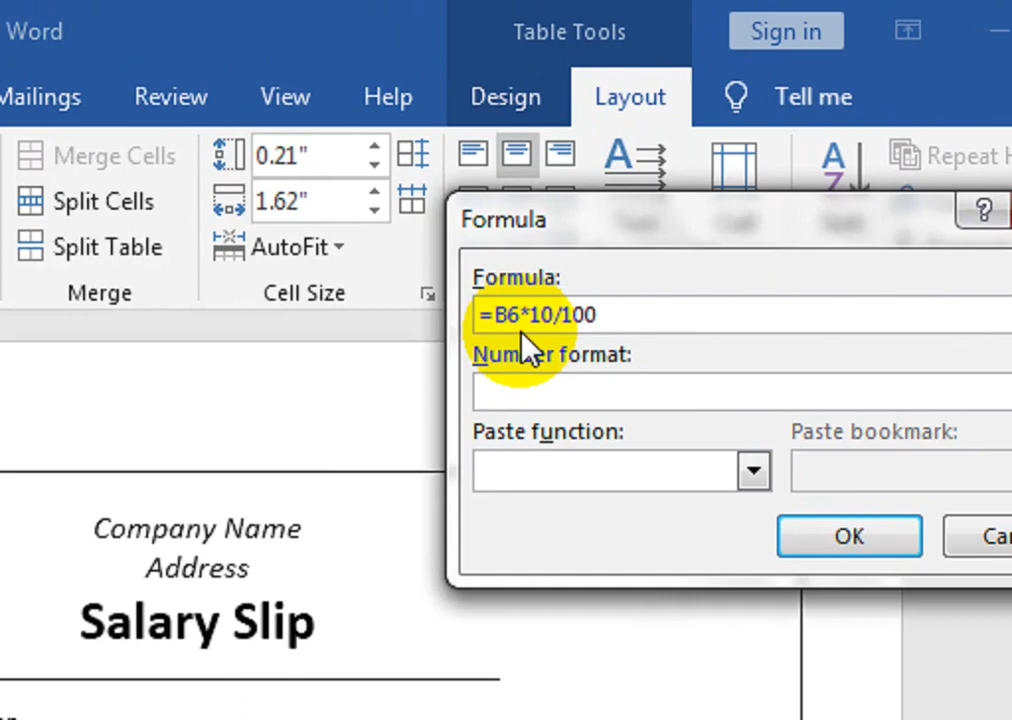 Word
Table Tools
Sign in
Mailings
Review
View
Help
Design
Layout
Tell me
Merge Cells
Split Cells
Split Table
Merge
0.21"
1.62"
AutoFit
Cell Size
A
A
Z
Repeat H
Formula
?
Formula:
=B6*10/100
Number format:
Paste function:
Paste bookmark:
OK
Can
Company Name
Address
Salary Slip